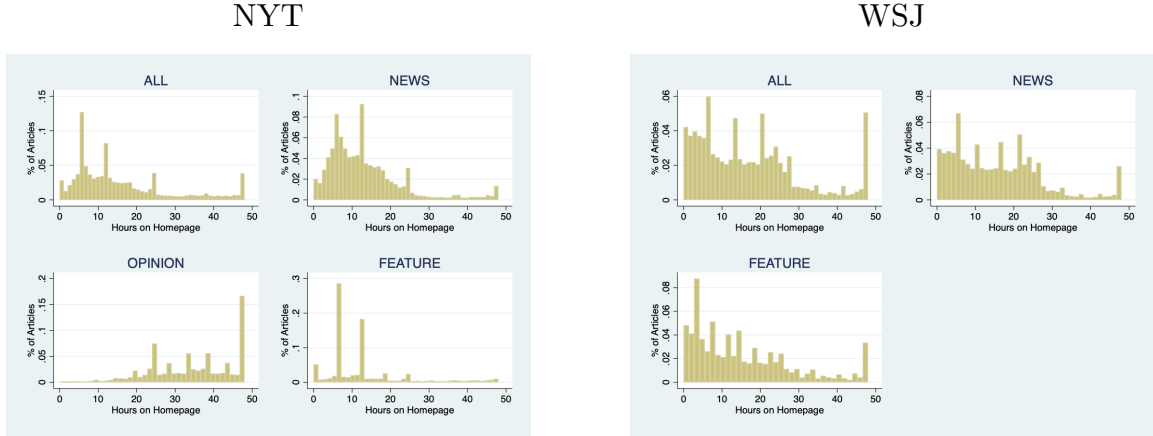 NYT
WSJ
ALL
% of Articles
0 .05 .1 .15
0 10 20 30 40 50
Hours on Homepage
NEWS
% of Articles
0 .02 .04 .06 .08 .1
0 10 20 30 40 50
Hours on Homepage
OPINION
% of Articles
0 .05 .1 .15 .2
0 10 20 30 40 50
Hours on Homepage
FEATURE
% of Articles
0 .1 .2 .3
0 10 20 30 40 50
Hours on Homepage
ALL
% of Articles
0 .02 .04 .06
0 10 20 30 40 50
Hours on Homepage
NEWS
% of Articles
0 .02 .04 .06 .08
0 10 20 30 40 50
Hours on Homepage
FEATURE
% of Articles
0 .02 .04 .06 .08
0 10 20 30 40 50
Hours on Homepage